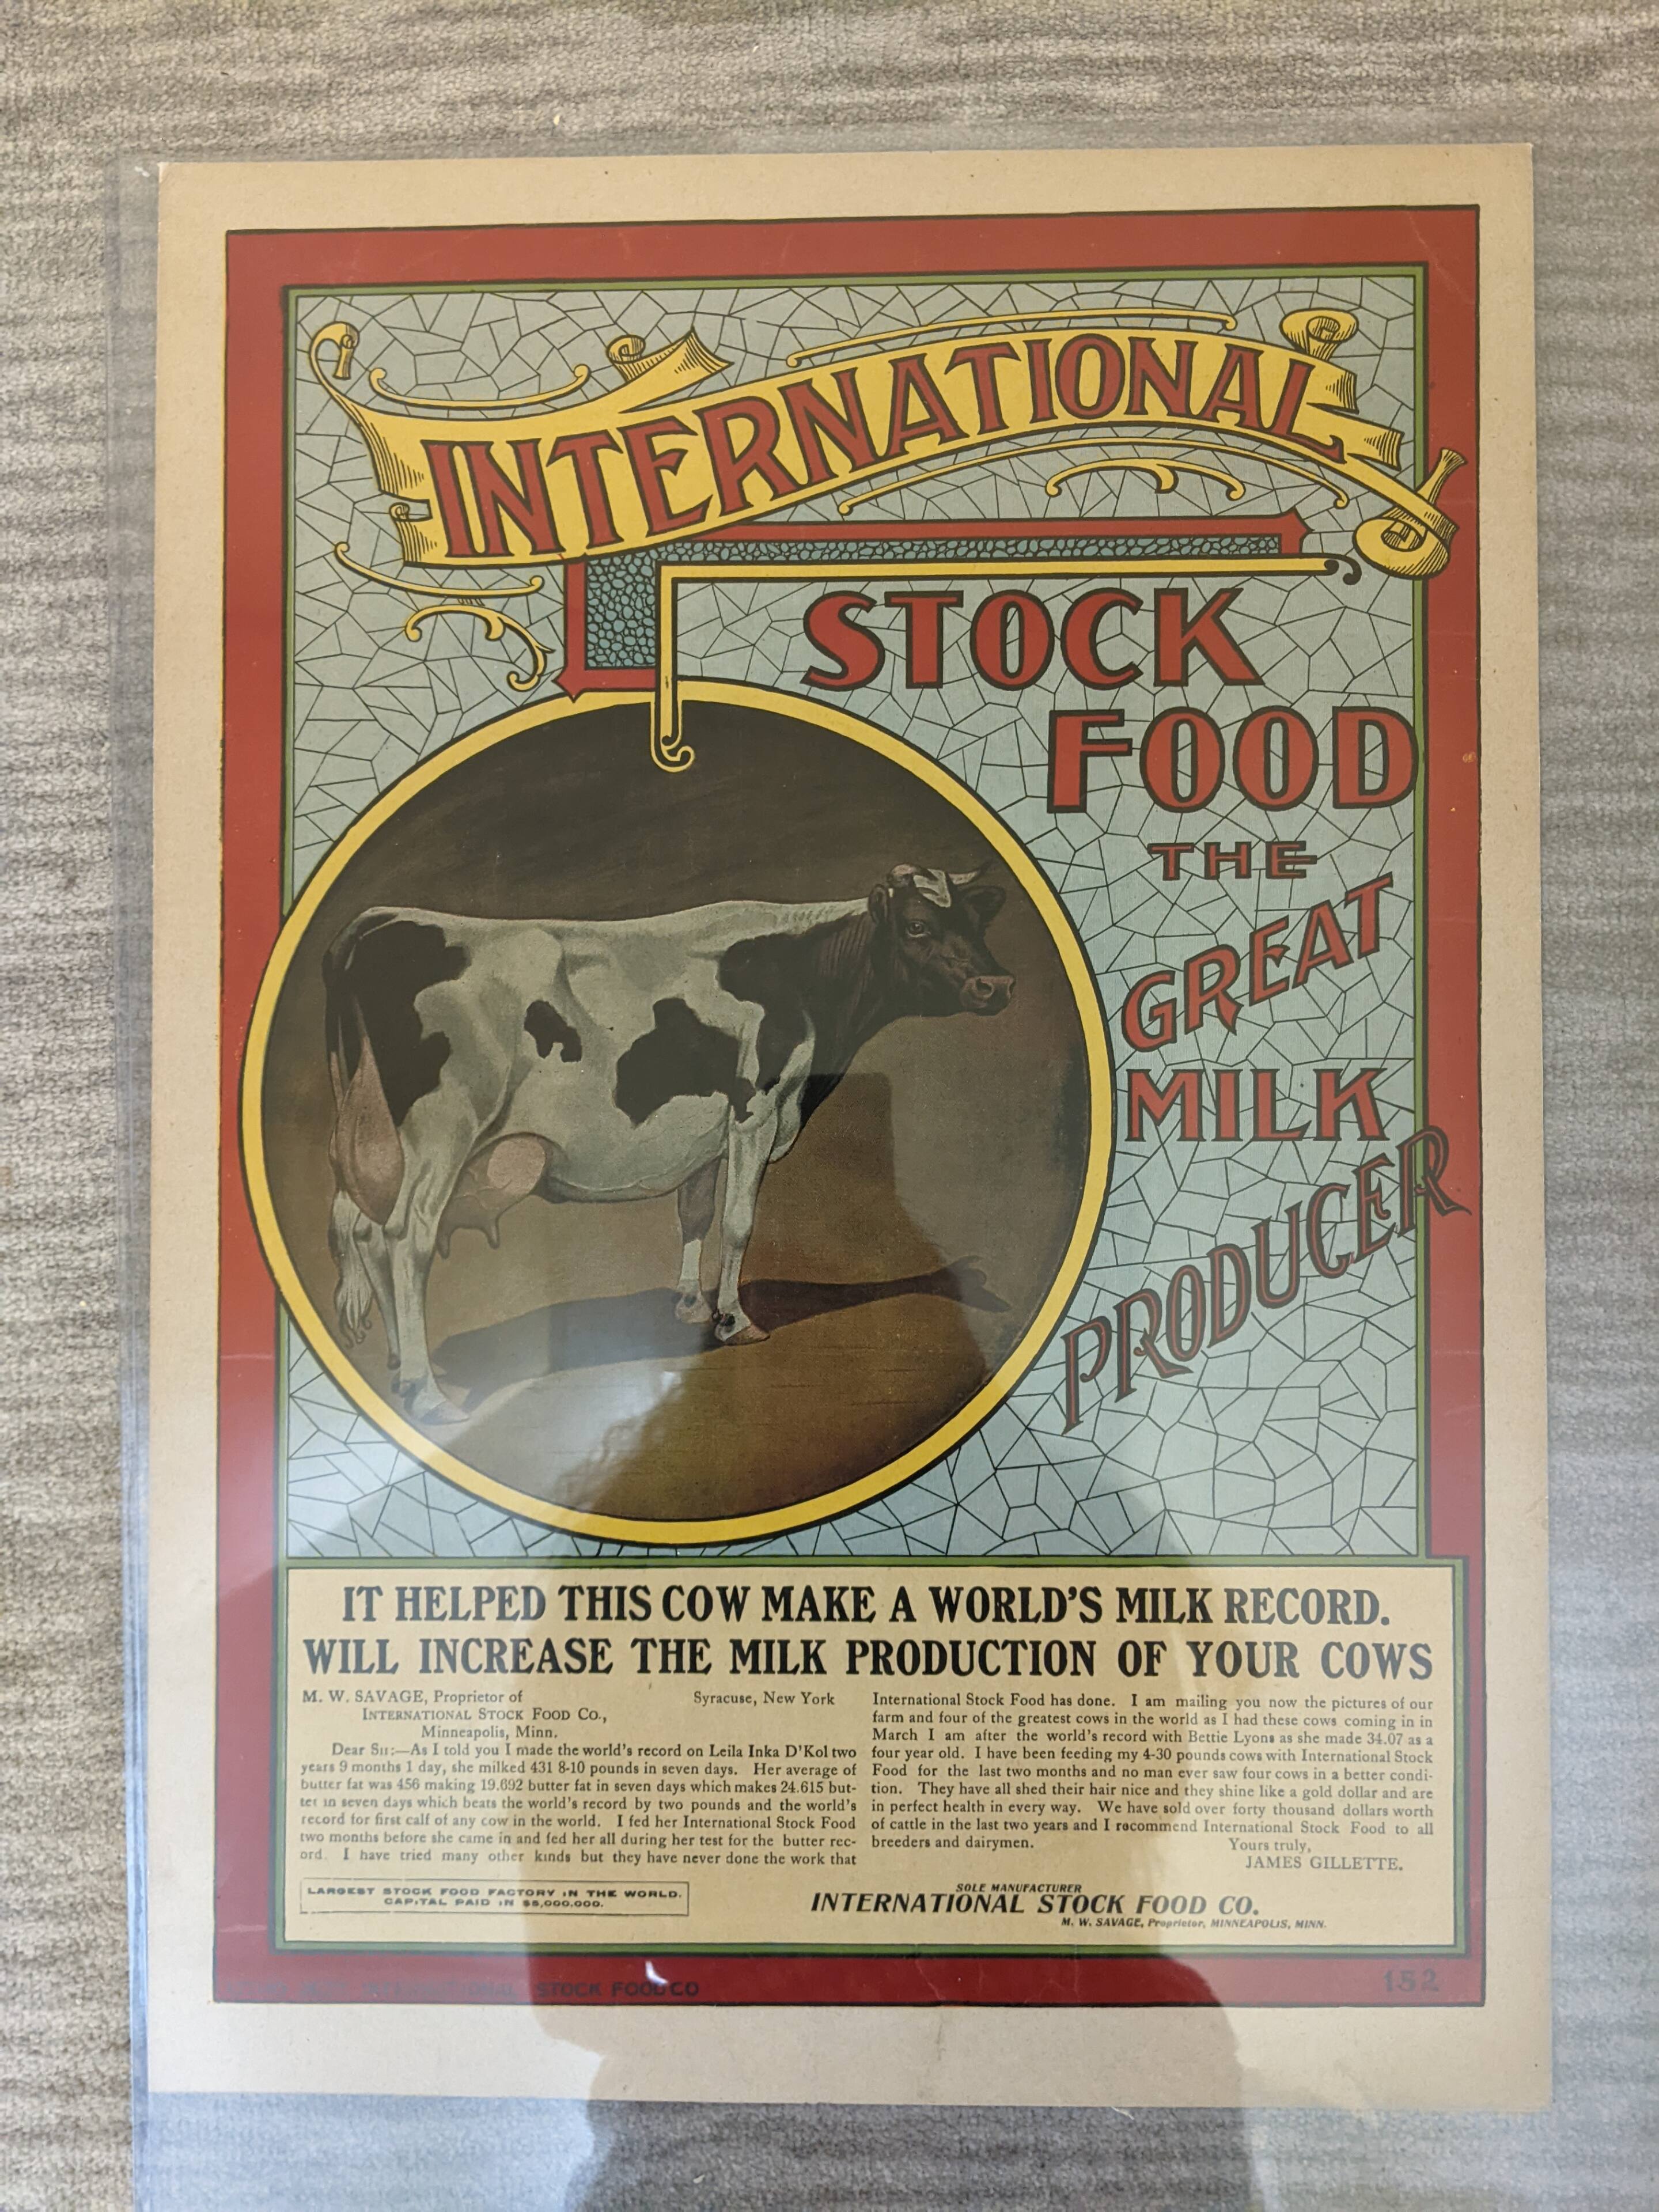 INTERNATIONAL
STOCK
FOOD
THE
GREAT
MILK
PRODUCER
IT HELPED THIS COW MAKE A WORLD'S MILK RECORD.
WILL INCREASE THE MILK PRODUCTION OF YOUR COWS
M. W. SAVAGE, Proprietor of Syracuse, New York
INTERNATIONAL STOCK FOOD CO.,
Minneapolis, Minn.
Dear Sir:—As I told you I made the world's record on Leila Inka D'Kol two
years 9 months 1 day, she milked 431 8-10 pounds in seven days. Her average of
butter fat was 456 making 19.692 butter fat in seven days which makes 24.615 but-
ter in seven days which beats the world's record by two pounds and the world's
record for first calf of any cow in the world. I fed her International Stock Food
two months before she came in and fed her all during her test for the butter rec-
ord. I have tried many other kinds but they have never done the work that
International Stock Food has done. I am mailing you now the pictures of our
farm and four of the greatest cows in the world as I had these cows coming in in
March I am after the world's record with Bettie Lyons as she made 34.07 as a
four year old. I have been feeding my 4-30 pounds cows with International Stock
Food for the last two months and no man ever saw four cows in a better condi-
tion. They have all shed their hair nice and they shine like a gold dollar and are
in perfect health in every way. We have sold over forty thousand dollars worth
of cattle in the last two years and I recommend International Stock Food to all
breeders and dairymen. Yours truly,
JAMES GILLETTE.
LARGEST STOCK FOOD FACTORY IN THE WORLD.
CAPITAL PAID IN $5,000,000.
SOLE MANUFACTURER
INTERNATIONAL STOCK FOOD CO.
M. W. SAVAGE, Proprietor, MINNEAPOLIS, MINN.
INTERNATIONAL STOCK FOOD CO
152